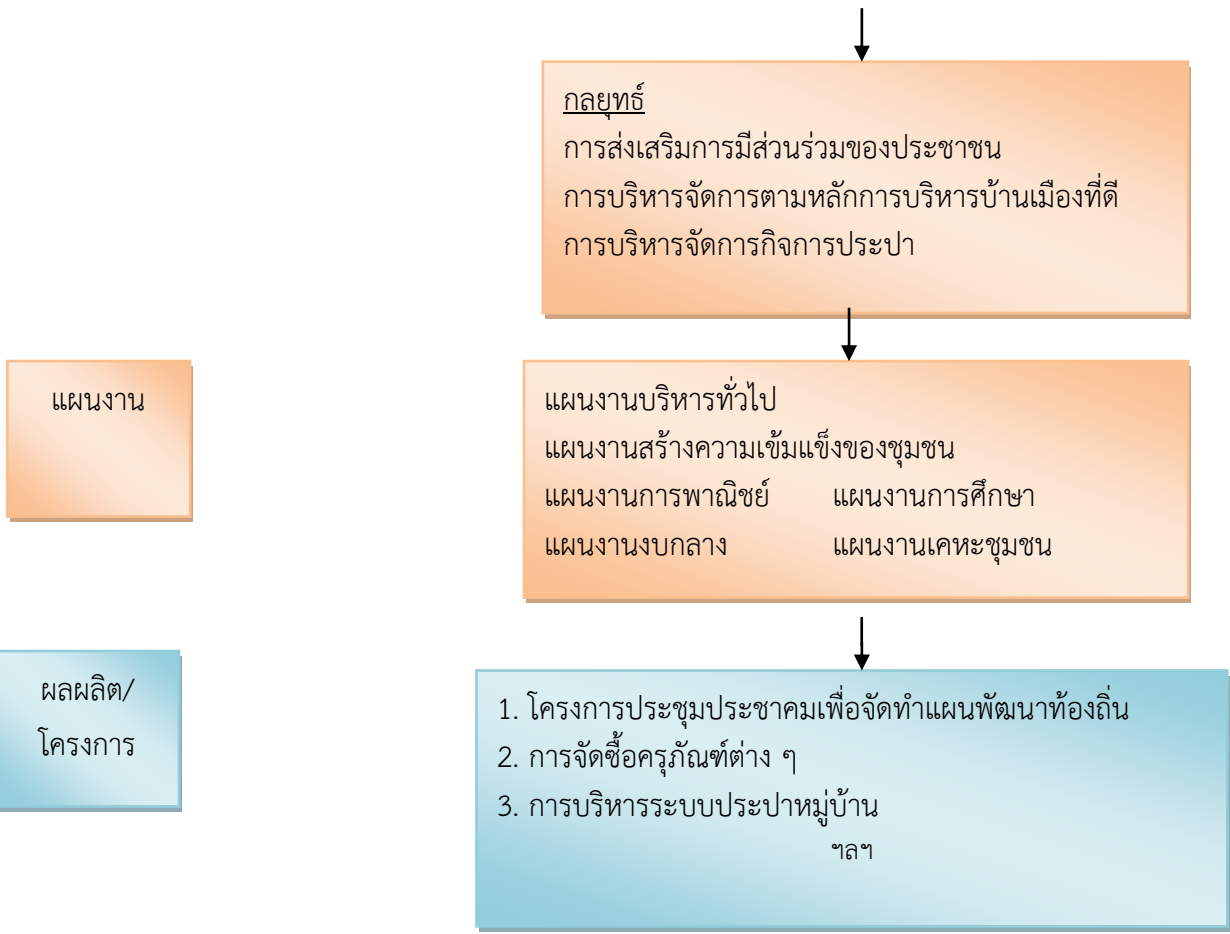 กลยุทธ์
การส่งเสริมการมีส่วนร่วมของประชาชน
การบริหารจัดการตามหลักการบริหารบ้านเมืองที่ดี
การบริหารจัดการกิจการประปา
แผนงาน
แผนงานบริหารทั่วไป
แผนงานสร้างความเข้มแข็งของชุมชน
แผนงานการพาณิชย์ แผนงานการศึกษา
แผนงานงบกลาง แผนงานเคหะชุมชน
ผลผลิต/
โครงการ
1. โครงการประชุมประชาคมเพื่อจัดทำแผนพัฒนาท้องถิ่น
2. การจัดซื้อครุภัณฑ์ต่าง ๆ
3. การบริหารระบบประปาหมู่บ้าน
ฯลฯ